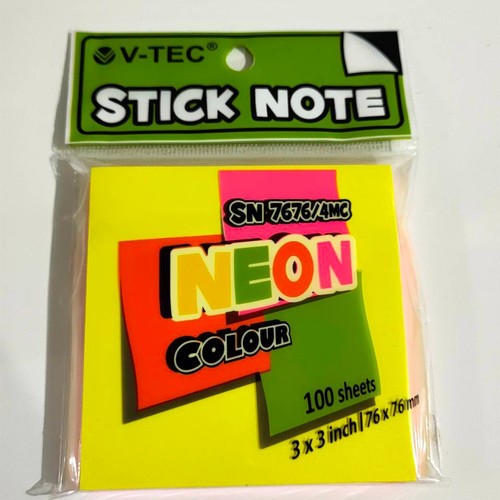 V-TEC®
STICK NOTE
SN 7676/4MC
NEON
COLOUR
100 sheets
3 x 3 inch | 76 x 76 mm